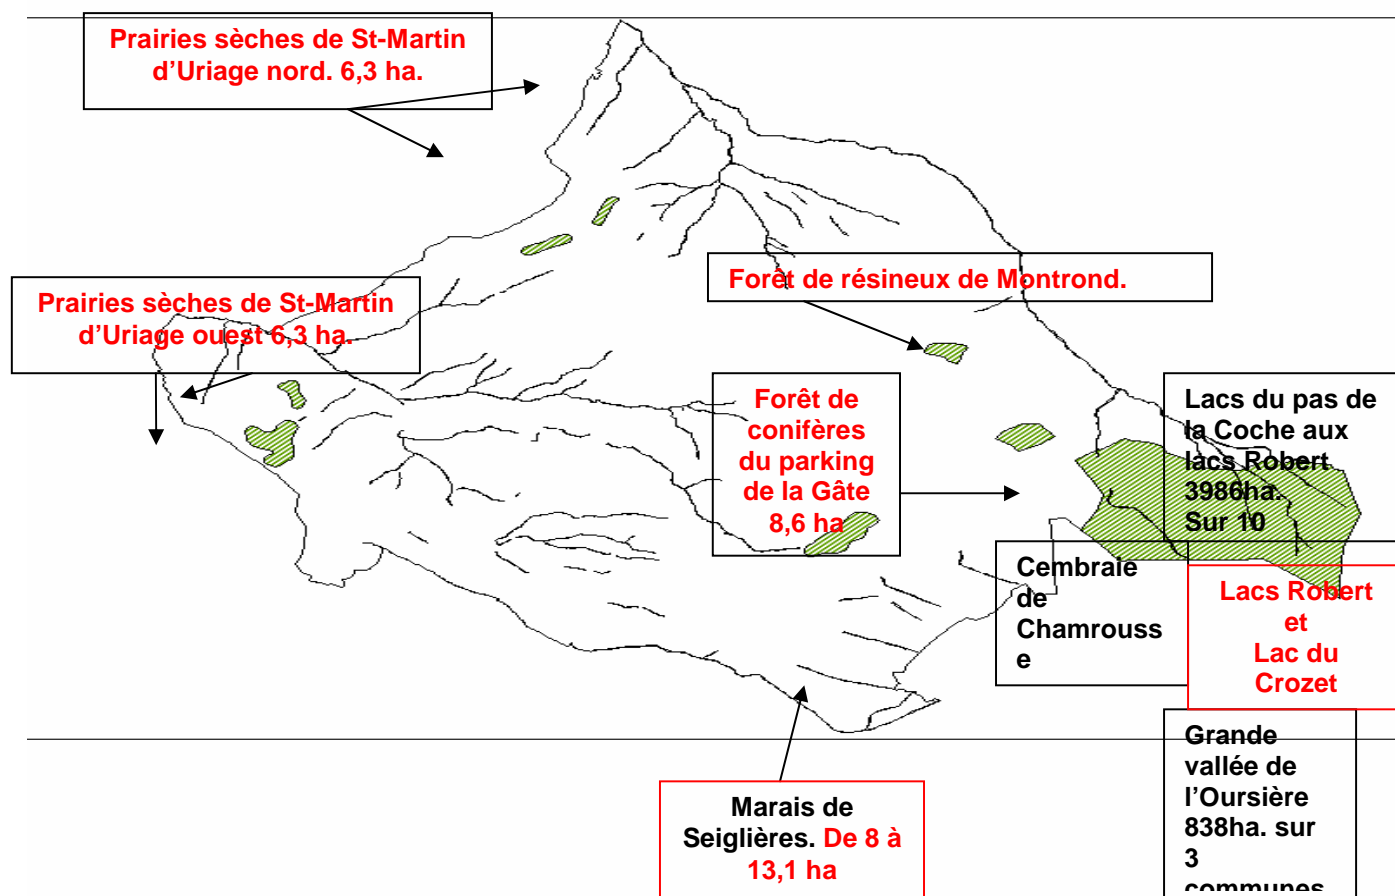 Prairies sèches de St-Martin
d'Uriage nord. 6,3 ha.
Forêt de résineux de Montrond.
Prairies sèches de St-Martin
d'Uriage ouest 6,3 ha.
Forêt de
conifères
du parking
de la Gâte
8,6 ha
Lacs du pas de
la Coche aux
lacs Robert
3986ha.
Sur 10
Cembraie
de
Chamrouss
e
Lacs Robert
et
Lac du
Crozet
Grande
vallée de
l'Oursière
838ha. sur
3
communes
Marais de
Seiglières. De 8 à
13,1 ha